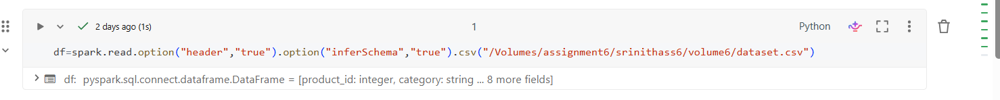 2 days ago (1s)
1
Python
df=spark.read.option("header","true").option("inferSchema","true").csv("/Volumes/assignment6/srinithass6/volume6/dataset.csv")
df: pyspark.sql.connect.dataframe.DataFrame = [product_id: integer, category: string ... 8 more fields]